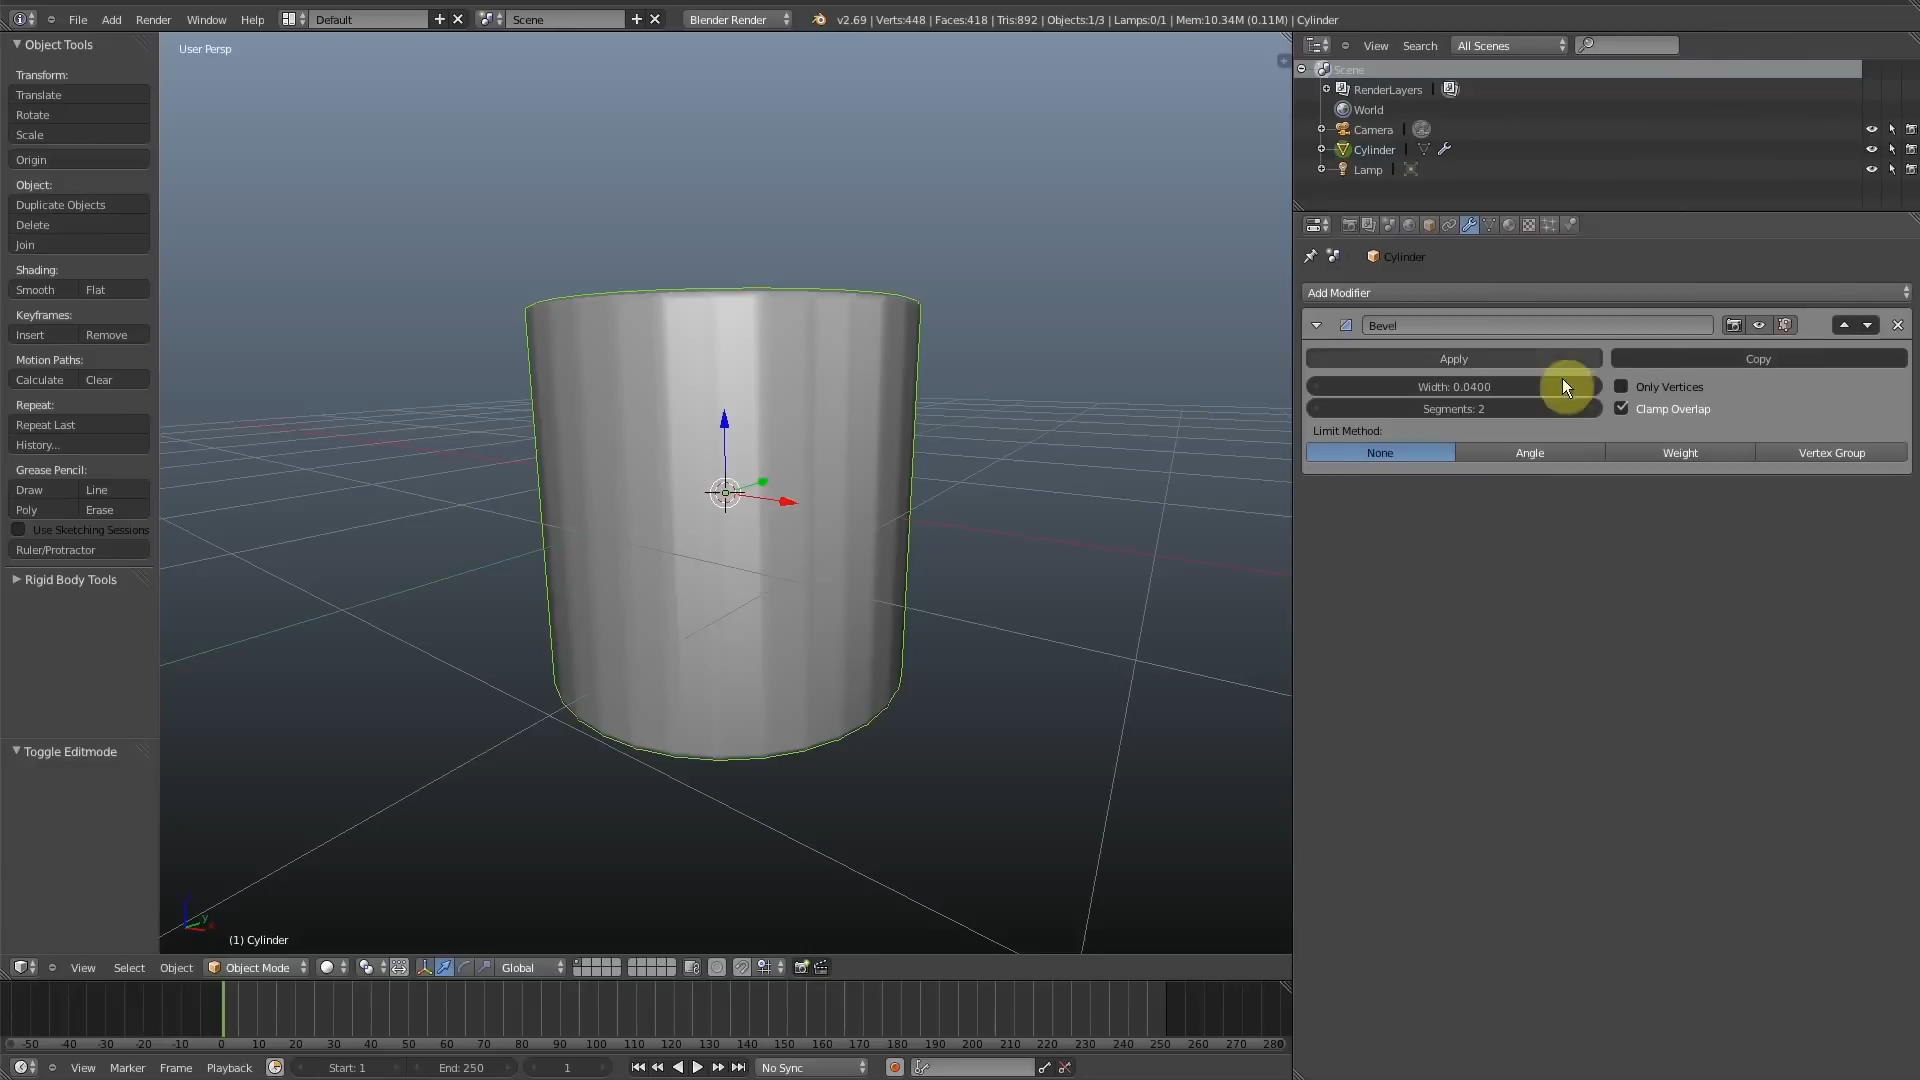 File Add Render Window Help Default Scene Blender Render v2.69 | Verts:448 | Faces:418 | Tris:892 | Objects:1/3 | Lamps:0/1 | Mem:10.34M (0.11M) | Cylinder
Object Tools
Transform:
Translate
Rotate
Scale
Origin
Object:
Duplicate Objects
Delete
Join
Shading:
Smooth Flat
Keyframes:
Insert Remove
Motion Paths:
Calculate Clear
Repeat:
Repeat Last
History...
Grease Pencil:
Draw Line
Poly Erase
Use Sketching Sessions
Ruler/Protractor
Rigid Body Tools
Toggle Editmode
User Persp
(1) Cylinder
View Search All Scenes
Scene
RenderLayers
World
Camera
Cylinder
Lamp
Cylinder
Add Modifier
Bevel
Apply Copy
Width: 0.0400 Only Vertices
Segments: 2 Clamp Overlap
Limit Method:
None Angle Weight Vertex Group
View Select Object Object Mode Global
-50 -40 -30 -20 -10 0 10 20 30 40 50 60 70 80 90 100 110 120 130 140 150 160 170 180 190 200 210 220 230 240 250 260 270 280
View Marker Frame Playback Start: 1 End: 250 1 No Sync